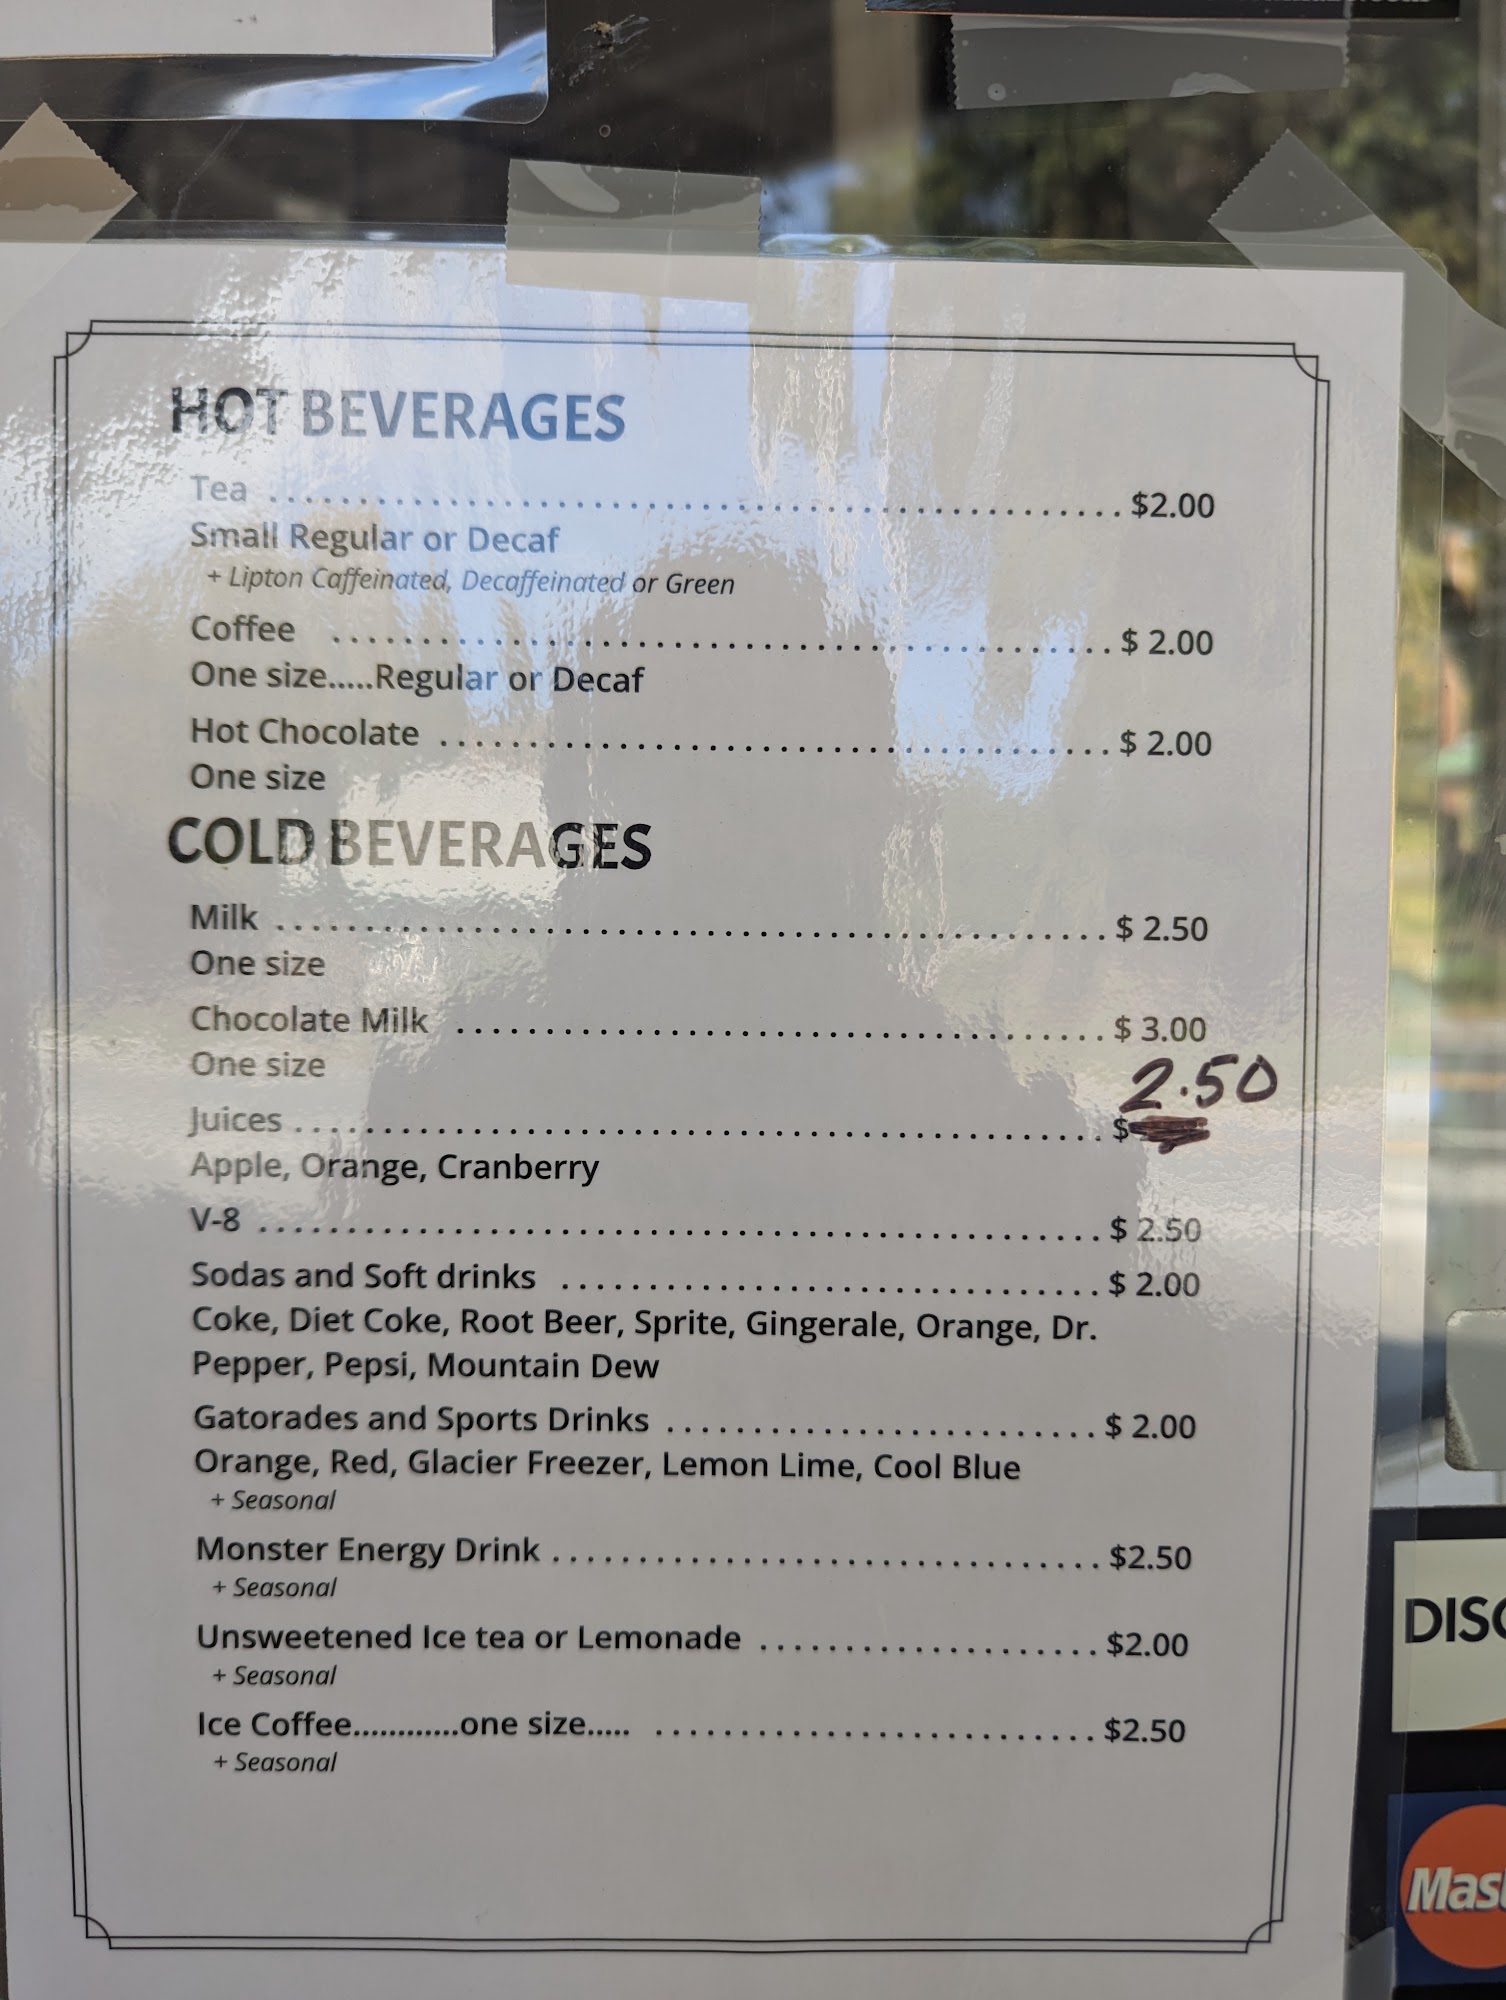 HOT BEVERAGES
Tea ........................................................ $2.00
Small Regular or Decaf
+ Lipton Caffeinated, Decaffeinated or Green
Coffee .................................................... $ 2.00
One size.....Regular or Decaf
Hot Chocolate ............................................ $ 2.00
One size
COLD BEVERAGES
Milk ...................................................... $ 2.50
One size
Chocolate Milk ........................................... $ 3.00
One size
2.50
Juices ..................................................... $
Apple, Orange, Cranberry
V-8 ........................................................ $ 2.50
Sodas and Soft drinks ................................... $ 2.00
Coke, Diet Coke, Root Beer, Sprite, Gingerale, Orange, Dr.
Pepper, Pepsi, Mountain Dew
Gatorades and Sports Drinks ............................ $ 2.00
Orange, Red, Glacier Freezer, Lemon Lime, Cool Blue
+ Seasonal
Monster Energy Drink .................................... $2.50
+ Seasonal
Unsweetened Ice tea or Lemonade ....................... $2.00
+ Seasonal
Ice Coffee............one size..... .............................. $2.50
+ Seasonal
DISC
Mas